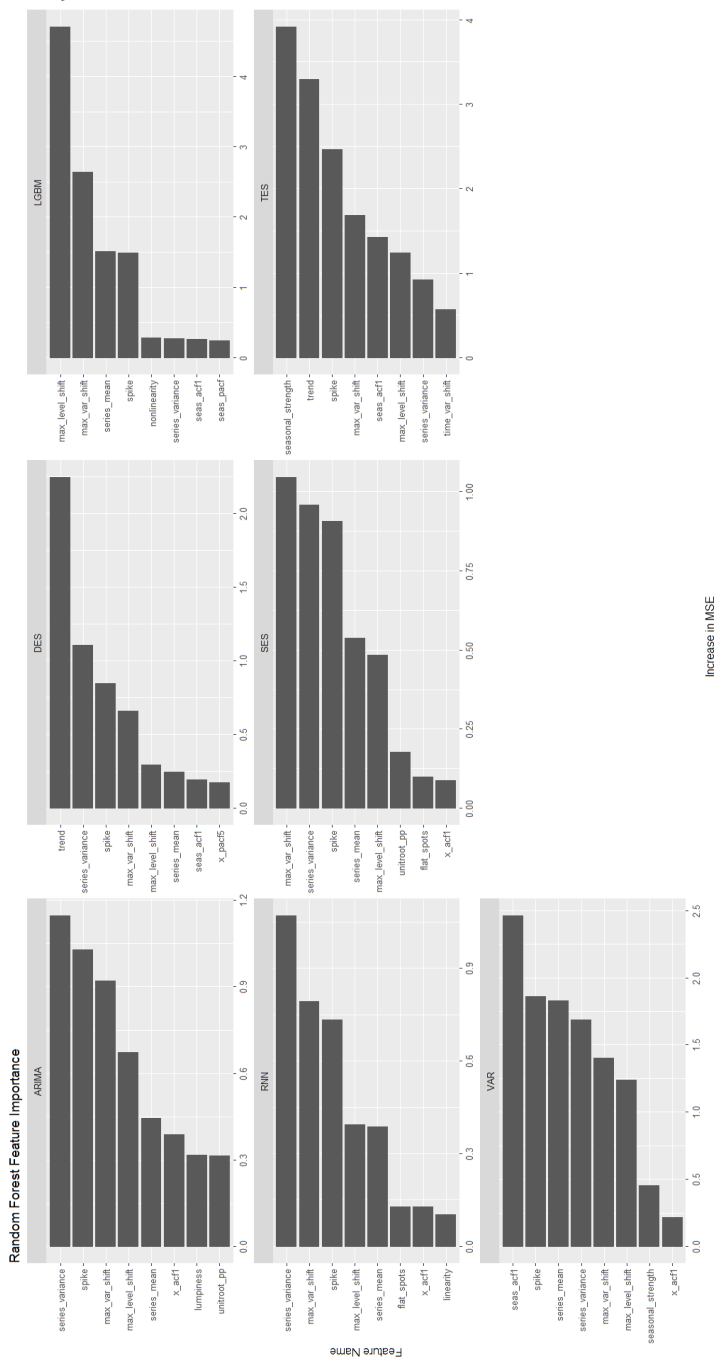 Random Forest Feature Importance
Feature Name
ARIMA
series_variance
spike
max_var_shift
max_level_shift
series_mean
x_acf1
lumpiness
unitroot_pp
0.0
0.3
0.6
0.9
1.2
DES
trend
series_variance
spike
max_var_shift
max_level_shift
series_mean
seas_acf1
x_pacf5
0.0
0.5
1.0
1.5
2.0
LGBM
max_level_shift
max_var_shift
series_mean
spike
nonlinearity
series_variance
seas_acf1
seas_pacf
0
1
2
3
4
RNN
series_variance
max_var_shift
spike
max_level_shift
series_mean
flat_spots
x_acf1
linearity
0.0
0.3
0.6
0.9
SES
max_var_shift
series_variance
spike
series_mean
max_level_shift
unitroot_pp
flat_spots
x_acf1
0.00
0.25
0.50
0.75
1.00
TES
seasonal_strength
trend
spike
max_var_shift
seas_acf1
max_level_shift
series_variance
time_var_shift
0
1
2
3
4
VAR
seas_acf1
spike
series_mean
series_variance
max_var_shift
max_level_shift
seasonal_strength
x_acf1
0.0
0.5
1.0
1.5
2.0
2.5
Increase in MSE